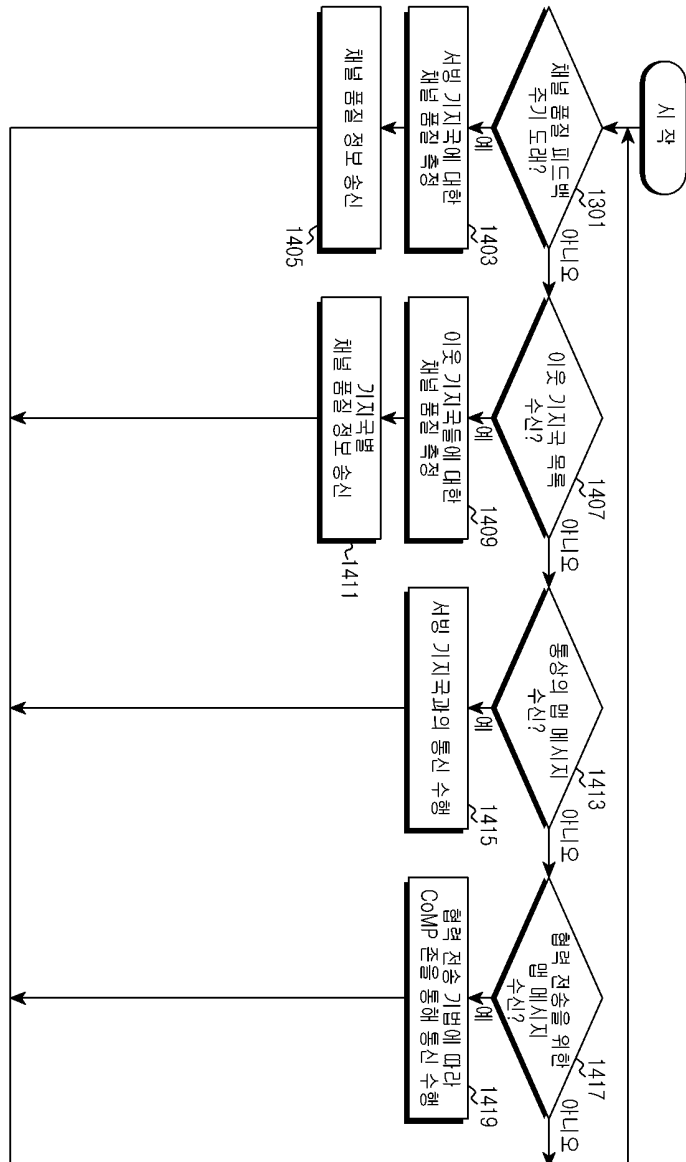 시 작
채널 품질 피드백
주기 도래?
1301
예
아니오
서빙 기지국에 대한
채널 품질 측정
1403
채널 품질 정보 송신
1405
이웃 기지국 목록
수신?
1407
예
아니오
이웃 기지국들에 대한
채널 품질 측정
1409
기지국별
채널 품질 정보 송신
1411
통상의 맵 메시지
수신?
1413
예
아니오
서빙 기지국과의 통신 수행
1415
협력 전송을 위한
맵 메시지
수신?
1417
예
아니오
협력 전송 기법에 따라
CoMP 존을 통해 통신 수행
1419